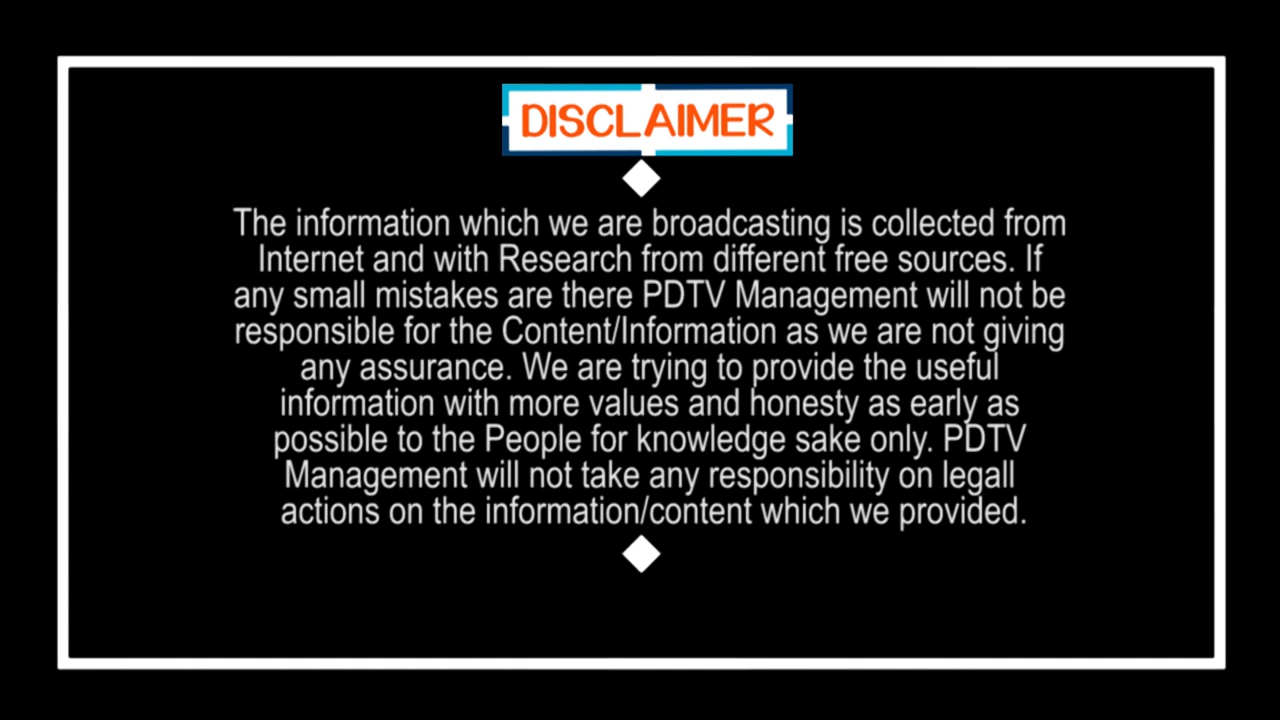 DISCLAIMER
The information which we are broadcasting is collected from
Internet and with Research from different free sources. If
any small mistakes are there PDTV Management will not be
responsible for the Content/Information as we are not giving
any assurance. We are trying to provide the useful
information with more values and honesty as early as
possible to the People for knowledge sake only. PDTV
Management will not take any responsibility on legall
actions on the information/content which we provided.